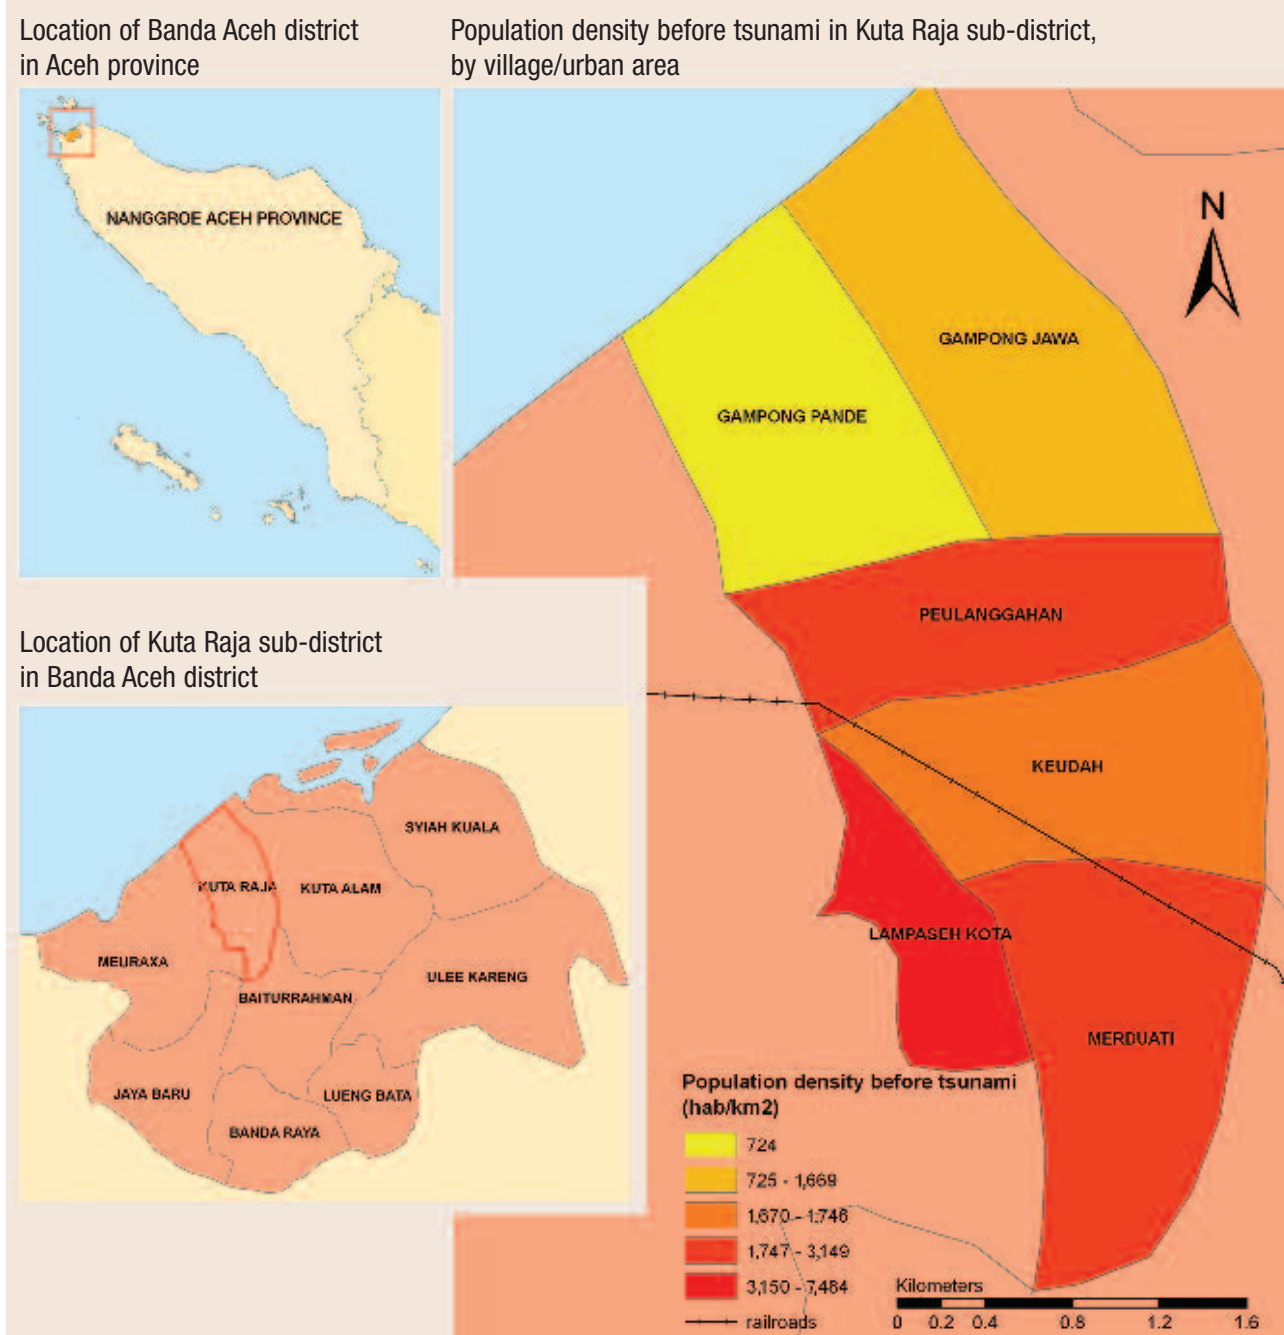 Location of Banda Aceh district
in Aceh province
Population density before tsunami in Kuta Raja sub-district,
by village/urban area
NANGGROE ACEH PROVINCE
N
GAMPONG JAWA
GAMPONG PANDE
PEULANGGAHAN
KEUDAH
LAMPASEH KOTA
MERDUATI
Location of Kuta Raja sub-district
in Banda Aceh district
SYIAH KUALA
KUTA RAJA
KUTA ALAM
MEURAXA
ULEE KARENG
BAITURRAHMAN
JAYA BARU
LUENG BATA
BANDA RAYA
Population density before tsunami
(hab/km2)
724
725 - 1,669
1,670 - 1,746
1,747 - 3,149
3,150 - 7,484
railroads
Kilometers
0 0.2 0.4 0.8 1.2 1.6